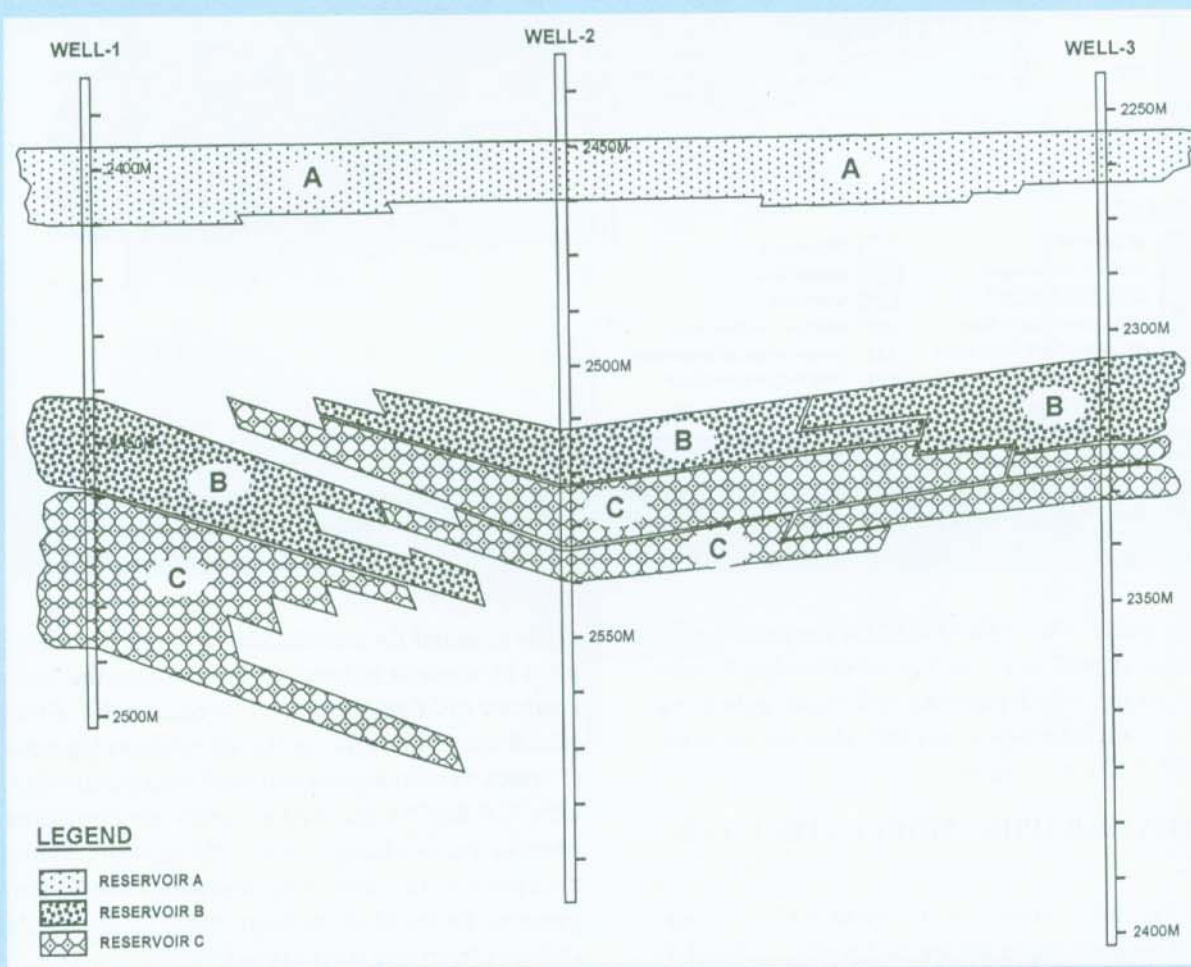 WELL-1
WELL-2
WELL-3
2250M
2400M
2450M
A
A
2300M
2500M
B
B
B
2450M
C
C
C
2350M
2550M
2500M
2400M
LEGEND
RESERVOIR A
RESERVOIR B
RESERVOIR C